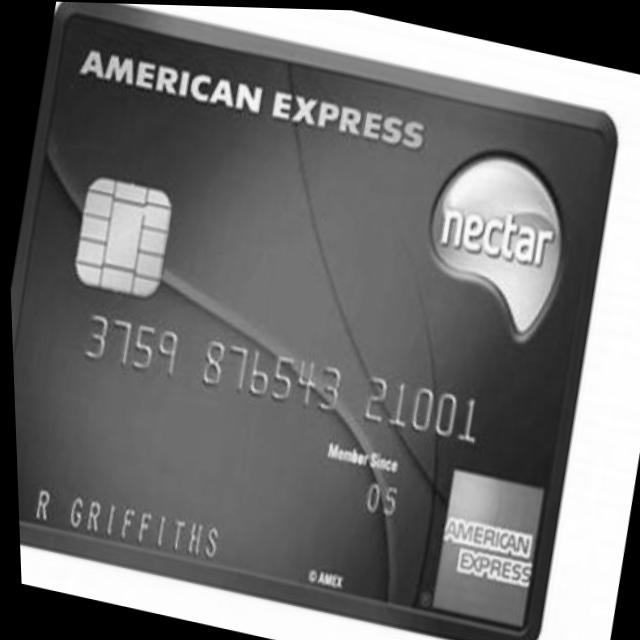 AMERICAN EXPRESS
nectar
3759 876543 21001
Member Since
05
R GRIFFITHS
© AMEX
AMERICAN
EXPRESS